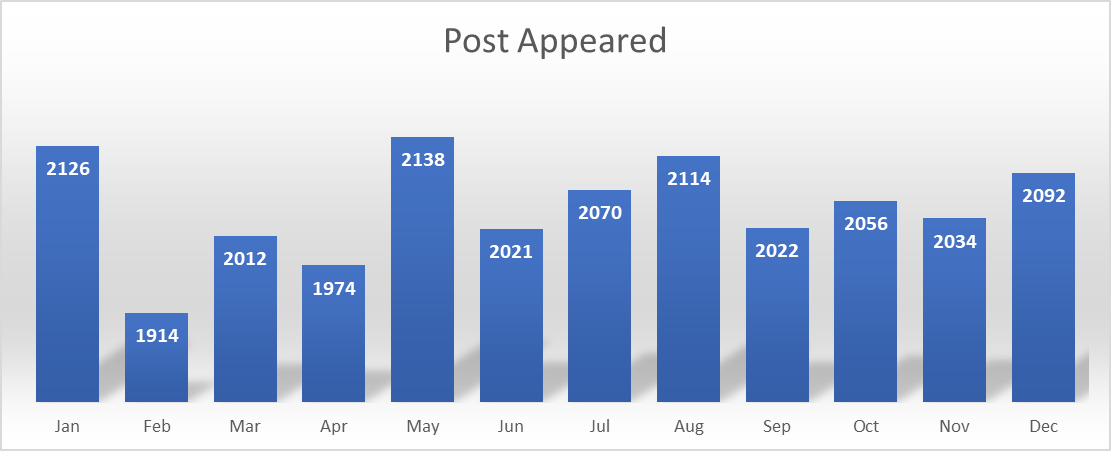 Post Appeared
2126
1914
2012
1974
2138
2021
2070
2114
2022
2056
2034
2092
Jan
Feb
Mar
Apr
May
Jun
Jul
Aug
Sep
Oct
Nov
Dec